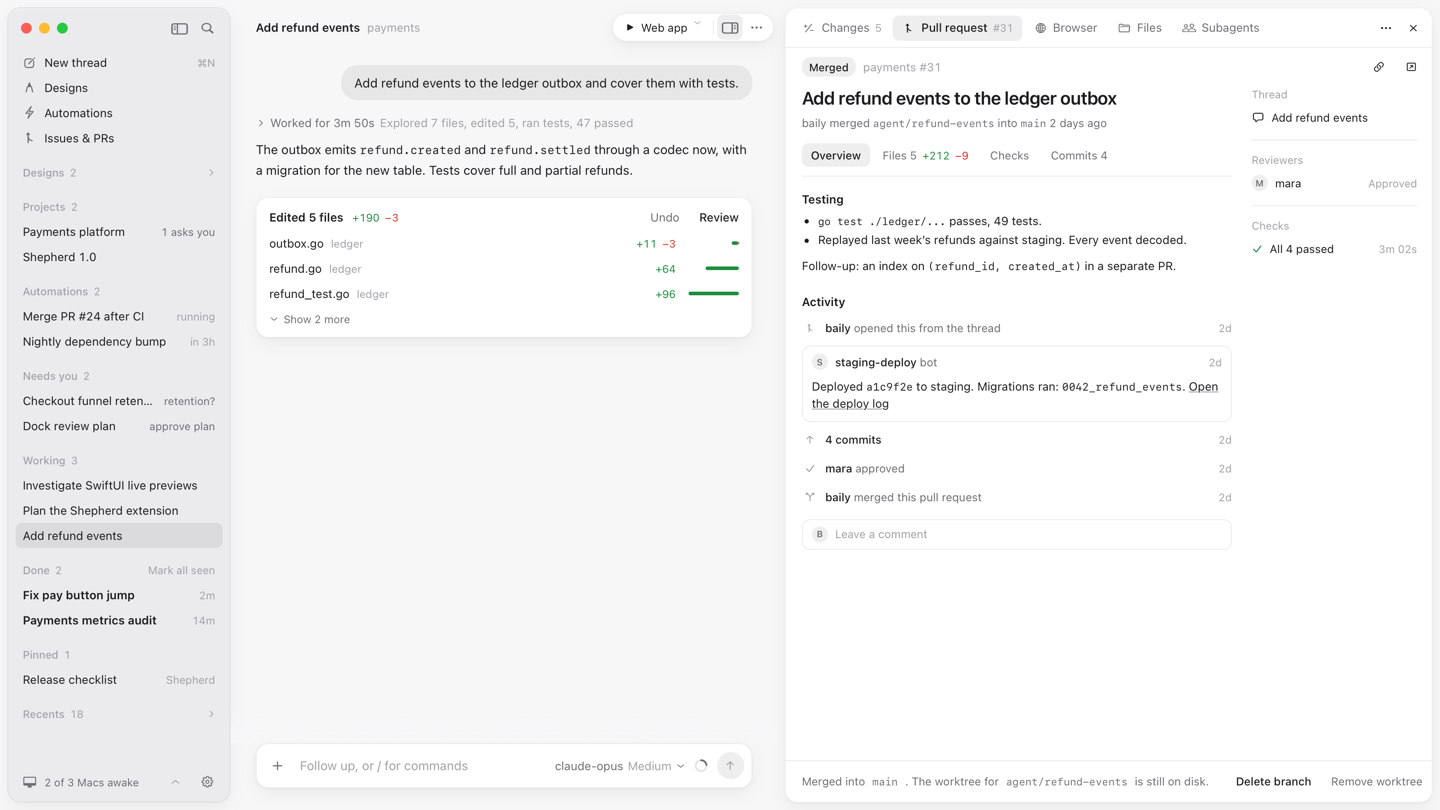 New thread ⌘N
Designs
Automations
Issues & PRs
Designs 2
Projects 2
Payments platform 1 asks you
Shepherd 1.0
Automations 2
Merge PR #24 after CI running
Nightly dependency bump in 3h
Needs you 2
Checkout funnel reten... retention?
Dock review plan approve plan
Working 3
Investigate SwiftUI live previews
Plan the Shepherd extension
Add refund events
Done 2 Mark all seen
Fix pay button jump 2m
Payments metrics audit 14m
Pinned 1
Release checklist Shepherd
Recents 18
2 of 3 Macs awake
Add refund events payments
Web app
Add refund events to the ledger outbox and cover them with tests.
Worked for 3m 50s Explored 7 files, edited 5, ran tests, 47 passed
The outbox emits refund.created and refund.settled through a codec now, with
a migration for the new table. Tests cover full and partial refunds.
Edited 5 files +190 −3 Undo Review
outbox.go ledger +11 −3
refund.go ledger +64
refund_test.go ledger +96
Show 2 more
Follow up, or / for commands claude-opus Medium
Changes 5 Pull request #31 Browser Files Subagents
Merged payments #31
Add refund events to the ledger outbox
baily merged agent/refund-events into main 2 days ago
Overview Files 5 +212 −9 Checks Commits 4
Testing
• go test ./ledger/... passes, 49 tests.
• Replayed last week's refunds against staging. Every event decoded.
Follow-up: an index on (refund_id, created_at) in a separate PR.
Activity
baily opened this from the thread 2d
S staging-deploy bot 2d
Deployed a1c9f2e to staging. Migrations ran: 0042_refund_events. Open
the deploy log
4 commits 2d
mara approved 2d
baily merged this pull request 2d
B Leave a comment
Thread
Add refund events
Reviewers
M mara Approved
Checks
All 4 passed 3m 02s
Merged into main . The worktree for agent/refund-events is still on disk. Delete branch Remove worktree